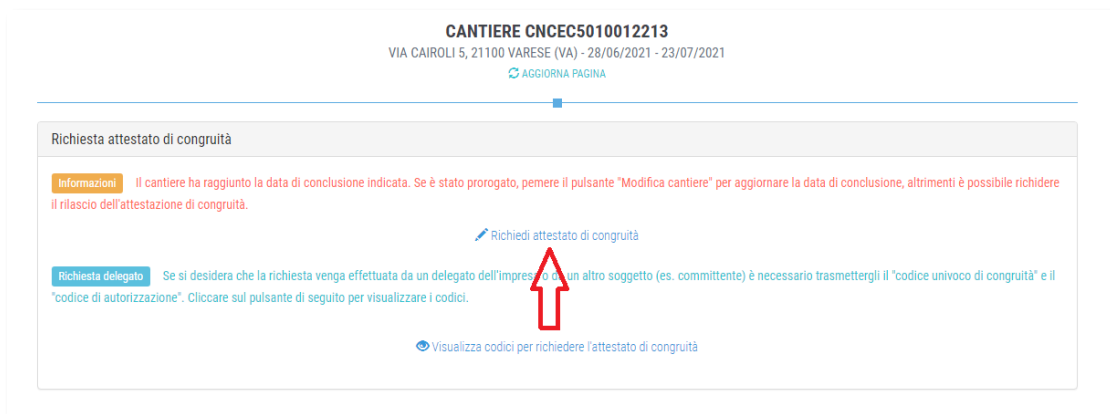 CANTIERE CNCEC5010012213
VIA CAIROLI 5, 21100 VARESE (VA) - 28/06/2021 - 23/07/2021
AGGIORNA PAGINA
Richiesta attestato di congruità
Informazioni Il cantiere ha raggiunto la data di conclusione indicata. Se è stato prorogato, pemere il pulsante "Modifica cantiere" per aggiornare la data di conclusione, altrimenti è possibile richidere
il rilascio dell'attestazione di congruità.
Richiedi attestato di congruità
Richiesta delegato Se si desidera che la richiesta venga effettuata da un delegato dell'impresa o da un altro soggetto (es. committente) è necessario trasmettergli il "codice univoco di congruità" e il
"codice di autorizzazione". Cliccare sul pulsante di seguito per visualizzare i codici.
Visualizza codici per richiedere l'attestato di congruità